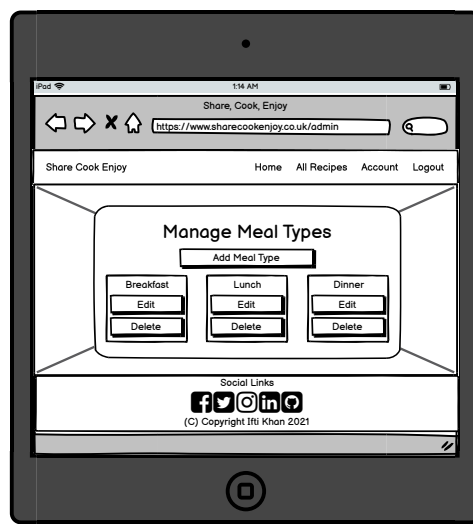 iPad 1:14 AM
Share, Cook, Enjoy
https://www.sharecookenjoy.co.uk/admin
Share Cook Enjoy Home All Recipes Account Logout
Manage Meal Types
Add Meal Type
Breakfast Lunch Dinner
Edit Edit Edit
Delete Delete Delete
Social Links
(C) Copyright Ifti Khan 2021